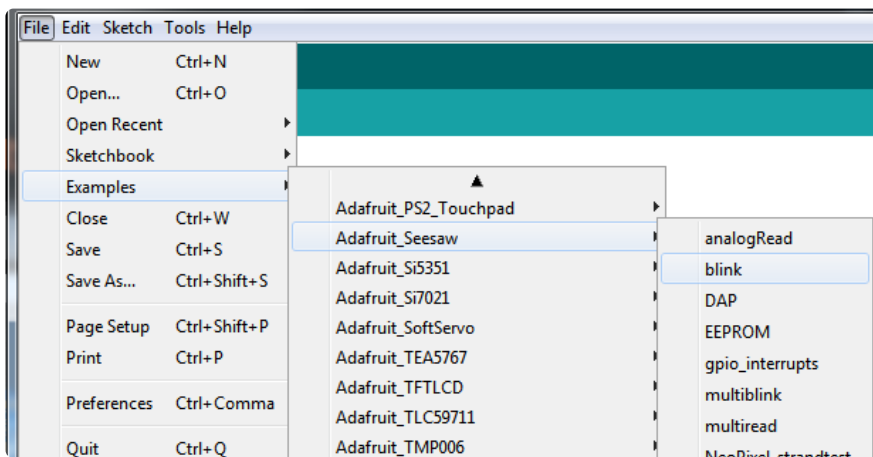 File Edit Sketch Tools Help
New Ctrl+N
Open... Ctrl+O
Open Recent
Sketchbook
Examples
Close Ctrl+W
Save Ctrl+S
Save As... Ctrl+Shift+S
Page Setup Ctrl+Shift+P
Print Ctrl+P
Preferences Ctrl+Comma
Quit Ctrl+Q
Adafruit_PS2_Touchpad
Adafruit_Seesaw
Adafruit_Si5351
Adafruit_Si7021
Adafruit_SoftServo
Adafruit_TEA5767
Adafruit_TFTLCD
Adafruit_TLC59711
Adafruit_TMP006
analogRead
blink
DAP
EEPROM
gpio_interrupts
multiblink
multiread
NeoPixel_strandtest